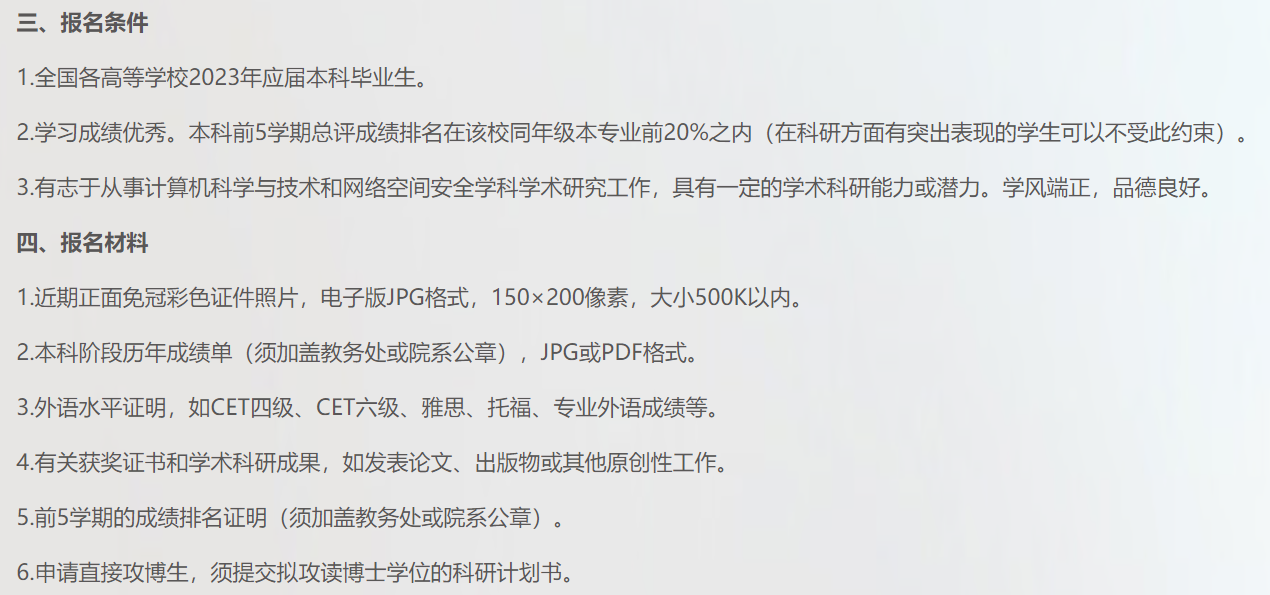 三、报名条件
1.全国各高等学校2023年应届本科毕业生。
2.学习成绩优秀。本科前5学期总评成绩排名在该校同年级本专业前20%之内（在科研方面有突出表现的学生可以不受此约束）。
3.有志于从事计算机科学与技术和网络空间安全学科学术研究工作，具有一定的学术科研能力或潜力。学风端正，品德良好。
四、报名材料
1.近期正面免冠彩色证件照片，电子版JPG格式，150×200像素，大小500K以内。
2.本科阶段历年成绩单（须加盖教务处或院系公章），JPG或PDF格式。
3.外语水平证明，如CET四级、CET六级、雅思、托福、专业外语成绩等。
4.有关获奖证书和学术科研成果，如发表论文、出版物或其他原创性工作。
5.前5学期的成绩排名证明（须加盖教务处或院系公章）。
6.申请直接攻博生，须提交拟攻读博士学位的科研计划书。